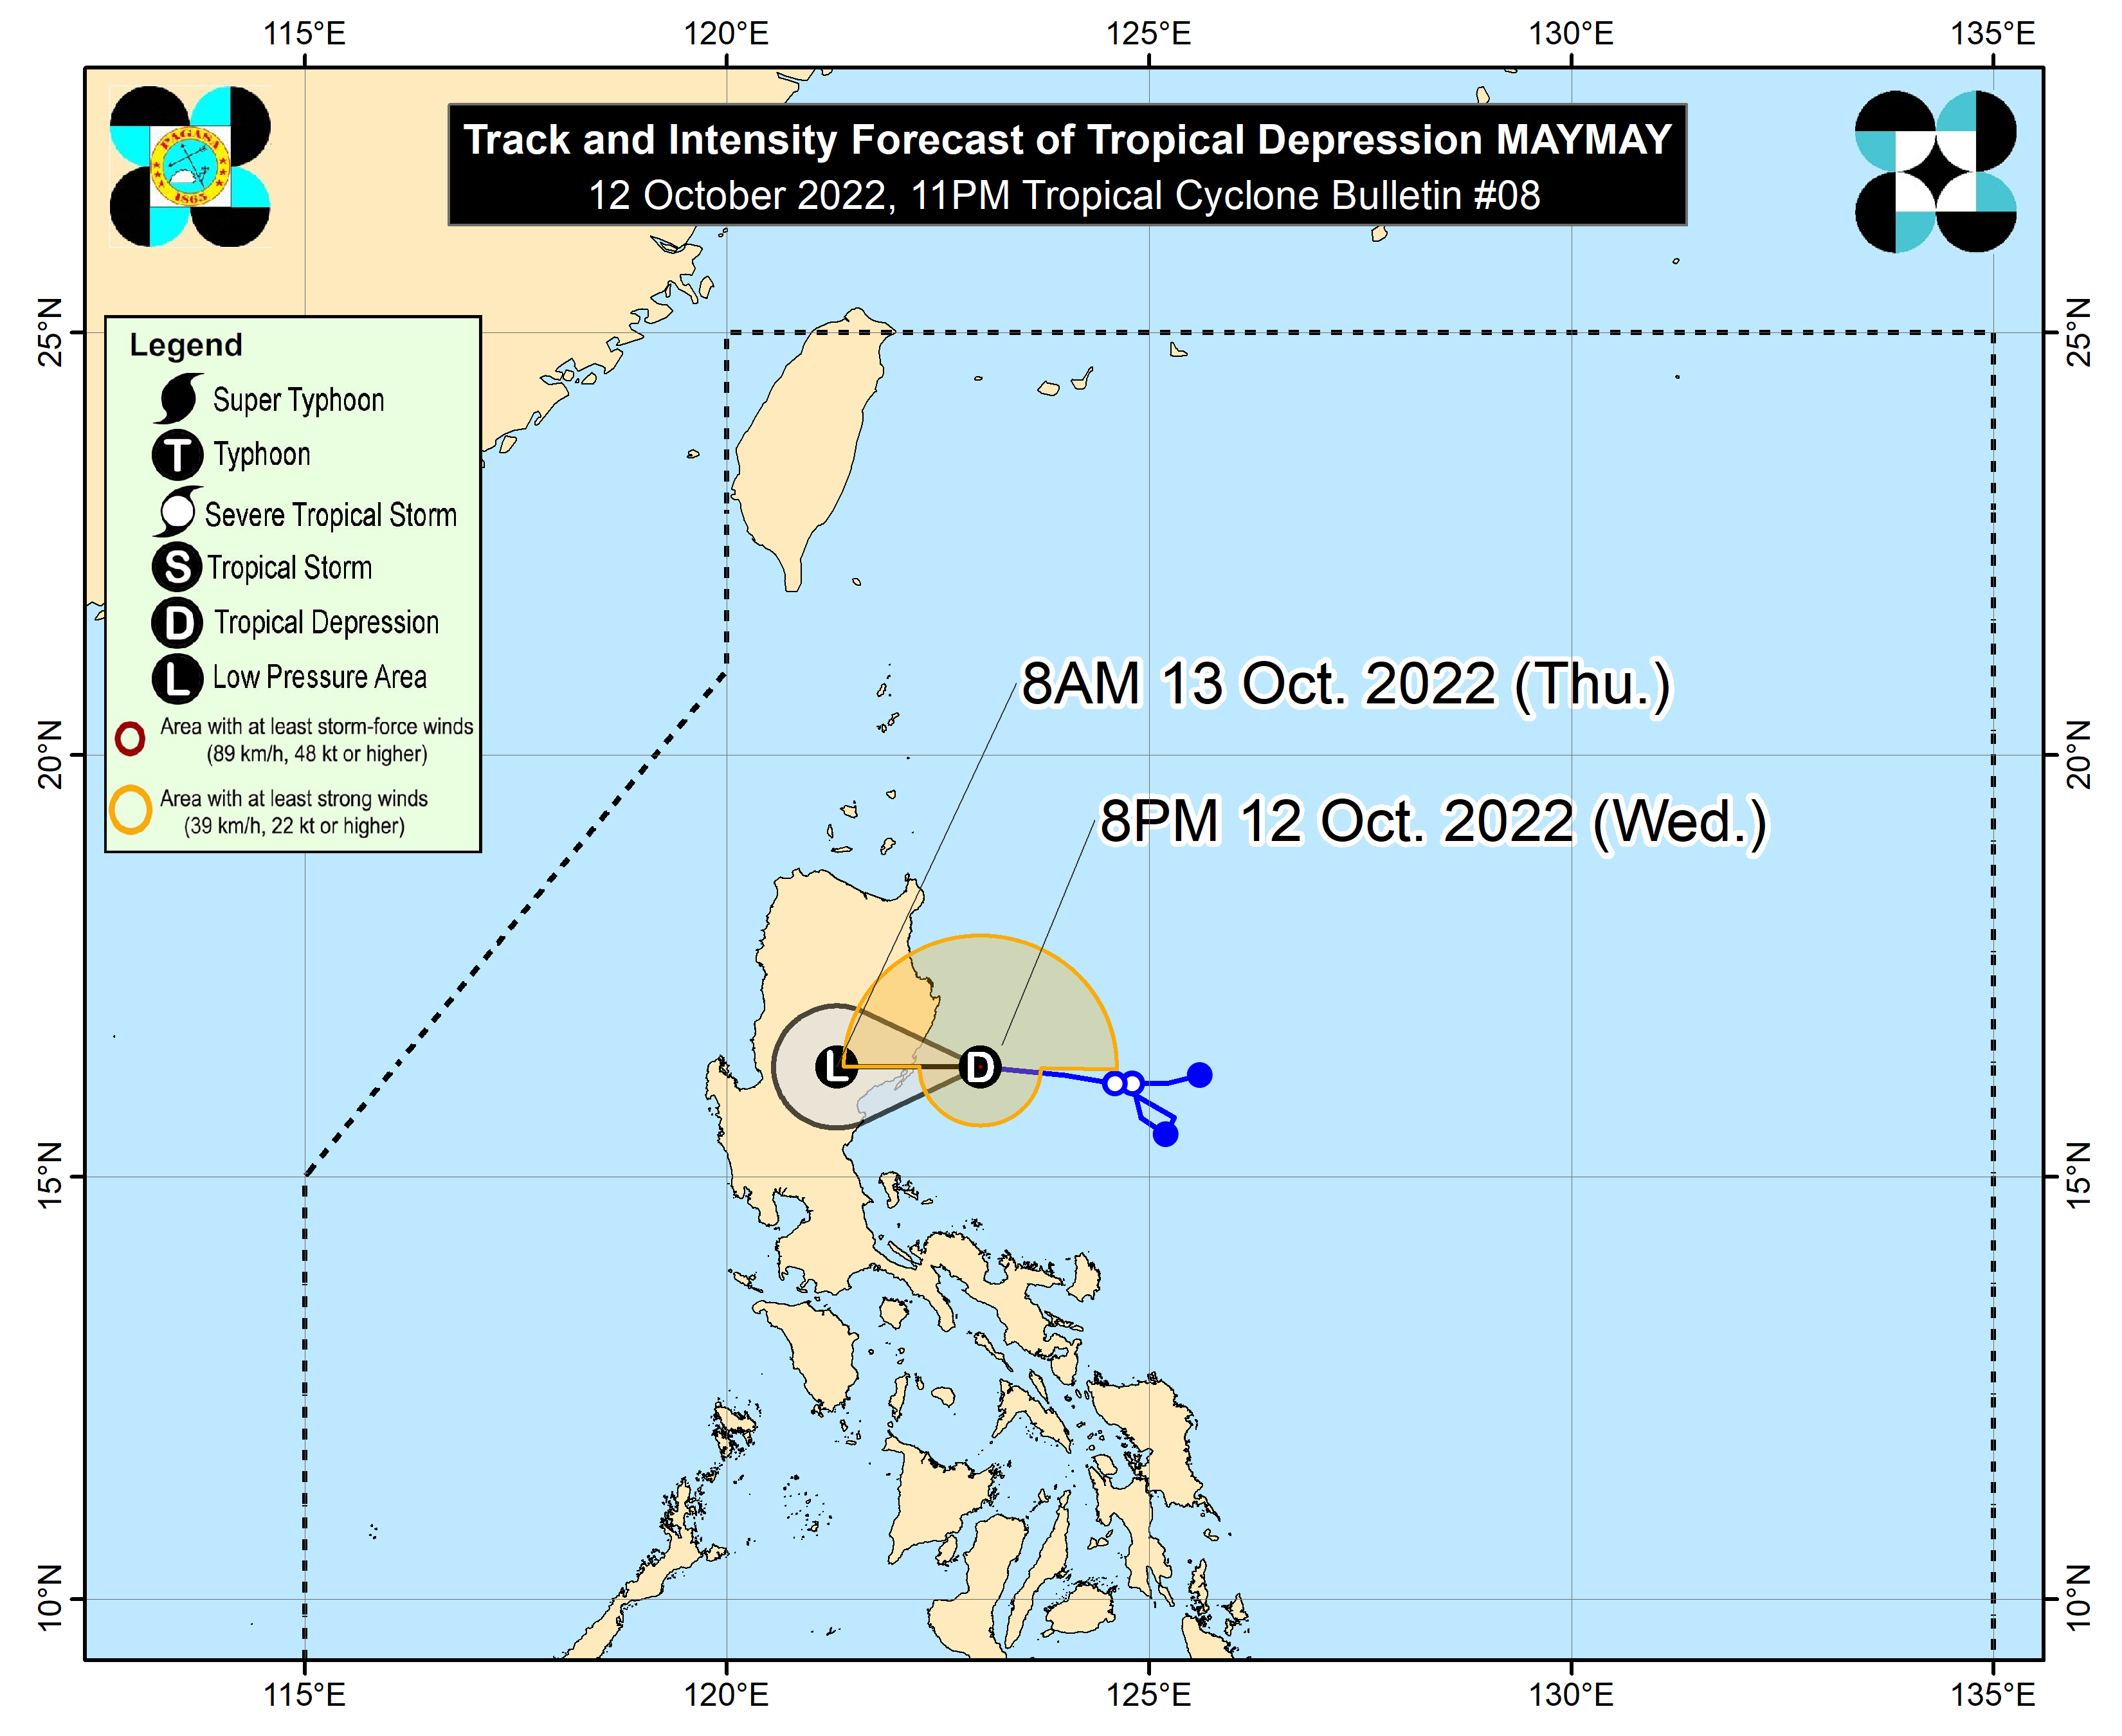 115°E 120°E 125°E 130°E 135°E
Track and Intensity Forecast of Tropical Depression MAYMAY
12 October 2022, 11PM Tropical Cyclone Bulletin #08
PAGASA
1865
25°N 25°N
Legend
Super Typhoon
T Typhoon
Severe Tropical Storm
S Tropical Storm
D Tropical Depression
L Low Pressure Area
Area with at least storm-force winds
(89 km/h, 48 kt or higher)
Area with at least strong winds
(39 km/h, 22 kt or higher)
8AM 13 Oct. 2022 (Thu.)
20°N 20°N
8PM 12 Oct. 2022 (Wed.)
L D
15°N 15°N
10°N 10°N
115°E 120°E 125°E 130°E 135°E